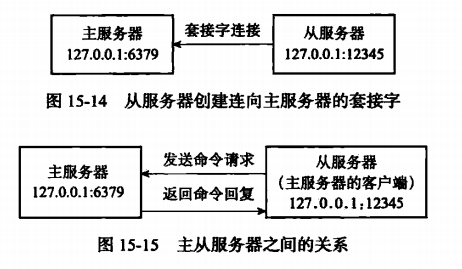 主服务器
127.0.0.1:6379
套接字连接
从服务器
127.0.0.1:12345
图 15-14 从服务器创建连向主服务器的套接字
主服务器
127.0.0.1:6379
发送命令请求
返回命令回复
从服务器
（主服务器的客户端）
127.0.0.1:12345
图 15-15 主从服务器之间的关系